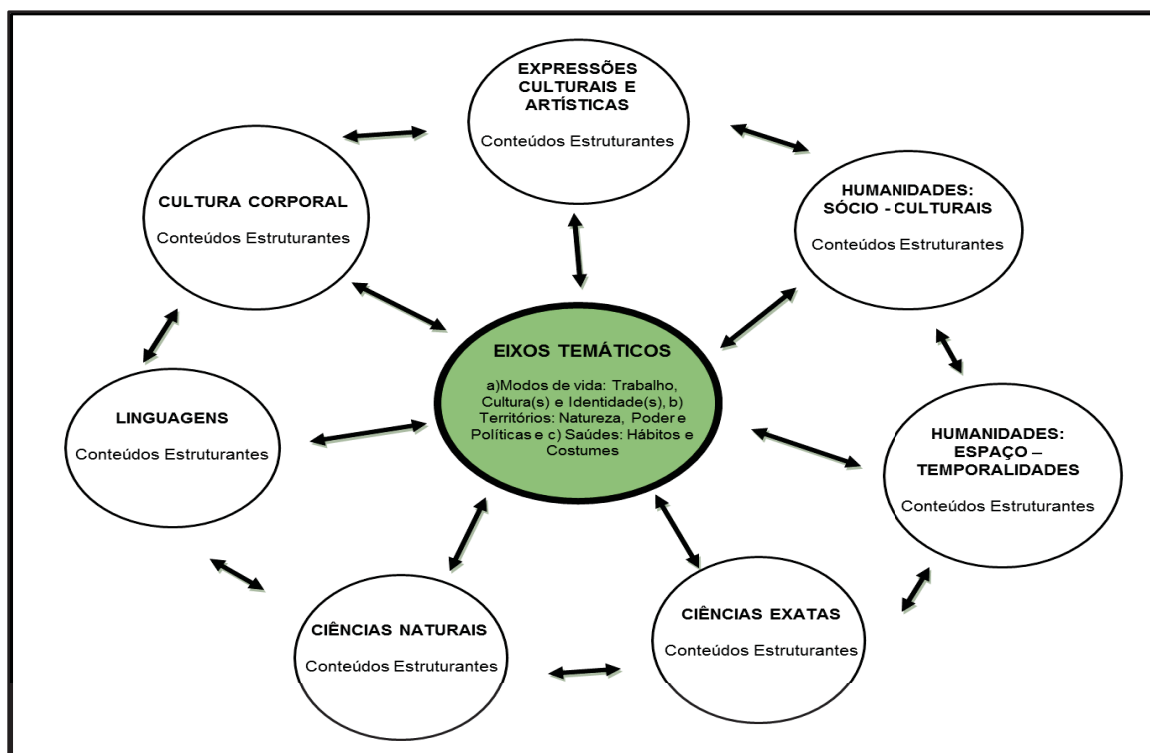 EXPRESSÕES
CULTURAIS E
ARTÍSTICAS
Conteúdos Estruturantes
CULTURA CORPORAL
Conteúdos Estruturantes
HUMANIDADES:
SÓCIO - CULTURAIS
Conteúdos Estruturantes
EIXOS TEMÁTICOS
a)Modos de vida: Trabalho,
Cultura(s) e Identidade(s), b)
Territórios: Natureza, Poder e
Políticas e c) Saúdes: Hábitos e
Costumes
LINGUAGENS
Conteúdos Estruturantes
HUMANIDADES:
ESPAÇO –
TEMPORALIDADES
Conteúdos Estruturantes
CIÊNCIAS NATURAIS
Conteúdos Estruturantes
CIÊNCIAS EXATAS
Conteúdos Estruturantes